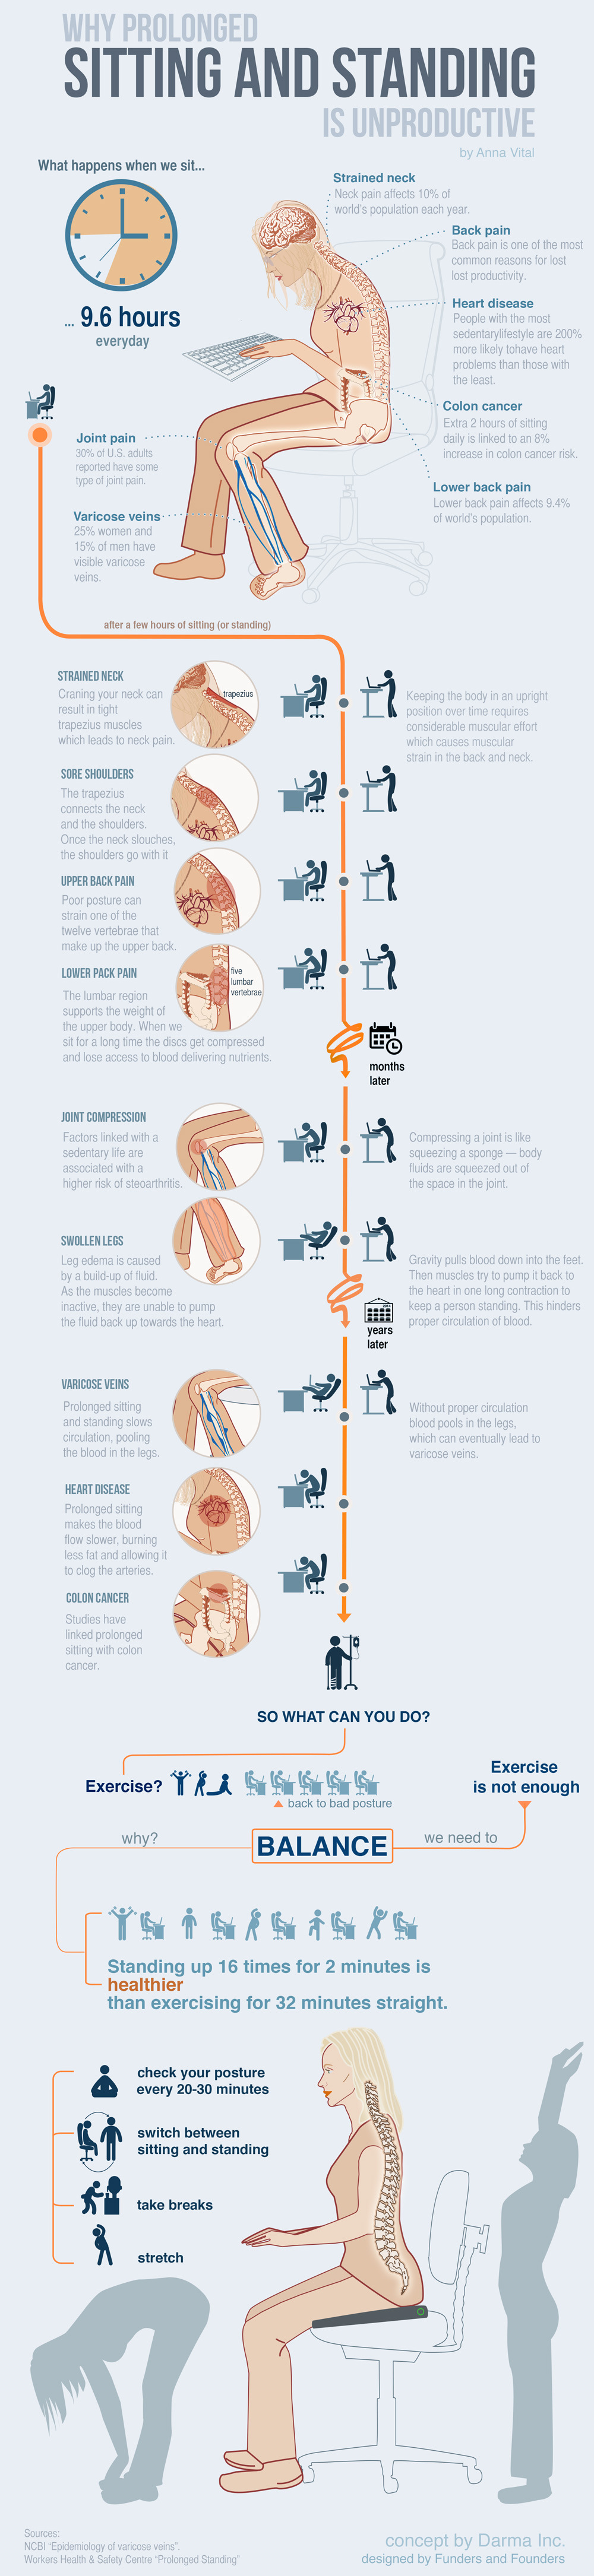 WHY PROLONGED
SITTING AND STANDING
IS UNPRODUCTIVE
by Anna Vital
What happens when we sit...
... 9.6 hours
everyday
Strained neck
Neck pain affects 10% of
world's population each year.
Back pain
Back pain is one of the most
common reasons for lost
lost productivity.
Heart disease
People with the most
sedentarylifestyle are 200%
more likely tohave heart
problems than those with
the least.
Colon cancer
Extra 2 hours of sitting
daily is linked to an 8%
increase in colon cancer risk.
Lower back pain
Lower back pain affects 9.4%
of world's population.
Joint pain
30% of U.S. adults
reported have some
type of joint pain.
Varicose veins
25% women and
15% of men have
visible varicose
veins.
after a few hours of sitting (or standing)
STRAINED NECK
Craning your neck can
result in tight
trapezius muscles
which leads to neck pain.
trapezius
Keeping the body in an upright
position over time requires
considerable muscular effort
which causes muscular
strain in the back and neck.
SORE SHOULDERS
The trapezius
connects the neck
and the shoulders.
Once the neck slouches,
the shoulders go with it
UPPER BACK PAIN
Poor posture can
strain one of the
twelve vertebrae that
make up the upper back.
LOWER PACK PAIN
The lumbar region
supports the weight of
the upper body. When we
sit for a long time the discs get compressed
and lose access to blood delivering nutrients.
five
lumbar
vertebrae
months
later
JOINT COMPRESSION
Factors linked with a
sedentary life are
associated with a
higher risk of steoarthritis.
Compressing a joint is like
squeezing a sponge — body
fluids are squeezed out of
the space in the joint.
SWOLLEN LEGS
Leg edema is caused
by a build-up of fluid.
As the muscles become
inactive, they are unable to pump
the fluid back up towards the heart.
Gravity pulls blood down into the feet.
Then muscles try to pump it back to
the heart in one long contraction to
keep a person standing. This hinders
proper circulation of blood.
years
later
VARICOSE VEINS
Prolonged sitting
and standing slows
circulation, pooling
the blood in the legs.
Without proper circulation
blood pools in the legs,
which can eventually lead to
varicose veins.
HEART DISEASE
Prolonged sitting
makes the blood
flow slower, burning
less fat and allowing it
to clog the arteries.
COLON CANCER
Studies have
linked prolonged
sitting with colon
cancer.
SO WHAT CAN YOU DO?
Exercise?
back to bad posture
Exercise
is not enough
why?
BALANCE
we need to
Standing up 16 times for 2 minutes is
healthier
than exercising for 32 minutes straight.
check your posture
every 20-30 minutes
switch between
sitting and standing
take breaks
stretch
Sources:
NCBI "Epidemiology of varicose veins".
Workers Health & Safety Centre "Prolonged Standing"
concept by Darma Inc.
designed by Funders and Founders